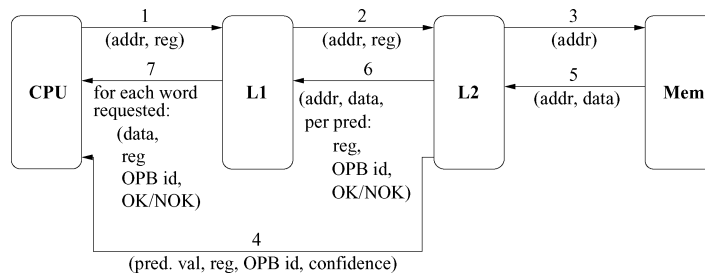 1
(addr, reg)
2
(addr, reg)
3
(addr)
CPU
7
for each word
requested:
(data,
reg
OPB id,
OK/NOK)
L1
6
(addr, data,
per pred:
reg,
OPB id,
OK/NOK)
L2
5
(addr, data)
Mem
4
(pred. val, reg, OPB id, confidence)